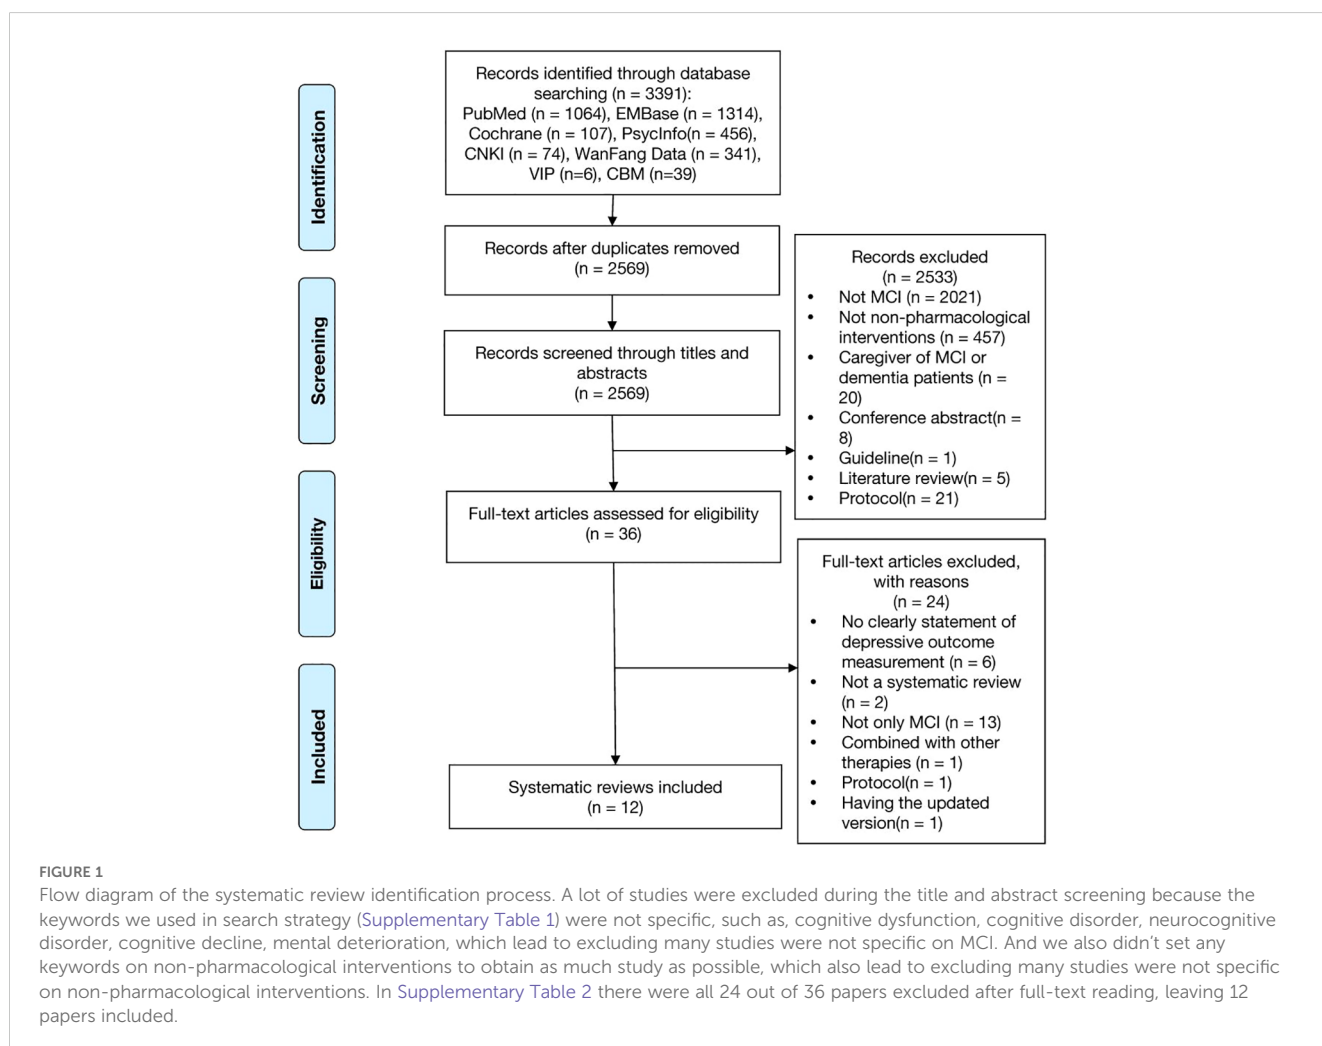 Identification
Screening
Eligibility
Included
Records identified through database
searching (n = 3391):
PubMed (n = 1064), EMBase (n = 1314),
Cochrane (n = 107), PsycInfo(n = 456),
CNKI (n = 74), WanFang Data (n = 341),
VIP (n=6), CBM (n=39)
Records after duplicates removed
(n = 2569)
Records screened through titles and
abstracts
(n = 2569)
Records excluded
(n = 2533)
• Not MCI (n = 2021)
• Not non-pharmacological
interventions (n = 457)
• Caregiver of MCI or
dementia patients (n =
20)
• Conference abstract(n =
8)
• Guideline(n = 1)
• Literature review(n = 5)
• Protocol(n = 21)
Full-text articles assessed for eligibility
(n = 36)
Full-text articles excluded,
with reasons
(n = 24)
• No clearly statement of
depressive outcome
measurement (n = 6)
• Not a systematic review
(n = 2)
• Not only MCI (n = 13)
• Combined with other
therapies (n = 1)
• Protocol(n = 1)
• Having the updated
version(n = 1)
Systematic reviews included
(n = 12)
FIGURE 1
Flow diagram of the systematic review identification process. A lot of studies were excluded during the title and abstract screening because the
keywords we used in search strategy (Supplementary Table 1) were not specific, such as, cognitive dysfunction, cognitive disorder, neurocognitive
disorder, cognitive decline, mental deterioration, which lead to excluding many studies were not specific on MCI. And we also didn't set any
keywords on non-pharmacological interventions to obtain as much study as possible, which also lead to excluding many studies were not specific
on non-pharmacological interventions. In Supplementary Table 2 there were all 24 out of 36 papers excluded after full-text reading, leaving 12
papers included.